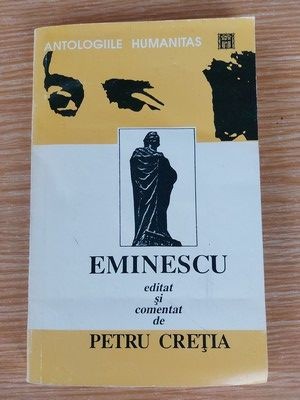 ANTOLOGIILE HUMANITAS
EMINESCU
editat
și
comentat
de
PETRU CREȚIA